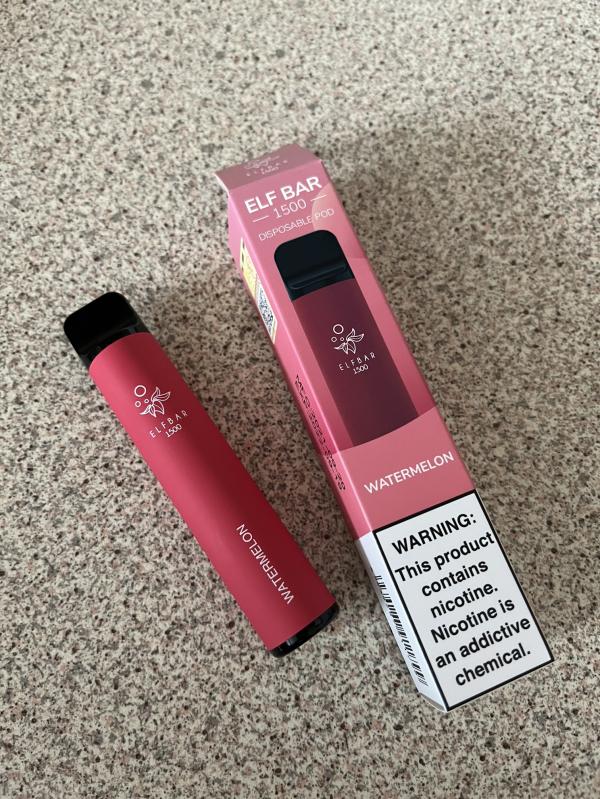 ELF BAR
1500
DISPOSABLE POD
ELFBAR
1500
WATERMELON
WARNING:
This product
contains
nicotine.
Nicotine is
an addictive
chemical.
ELFBAR
1500
WATERMELON